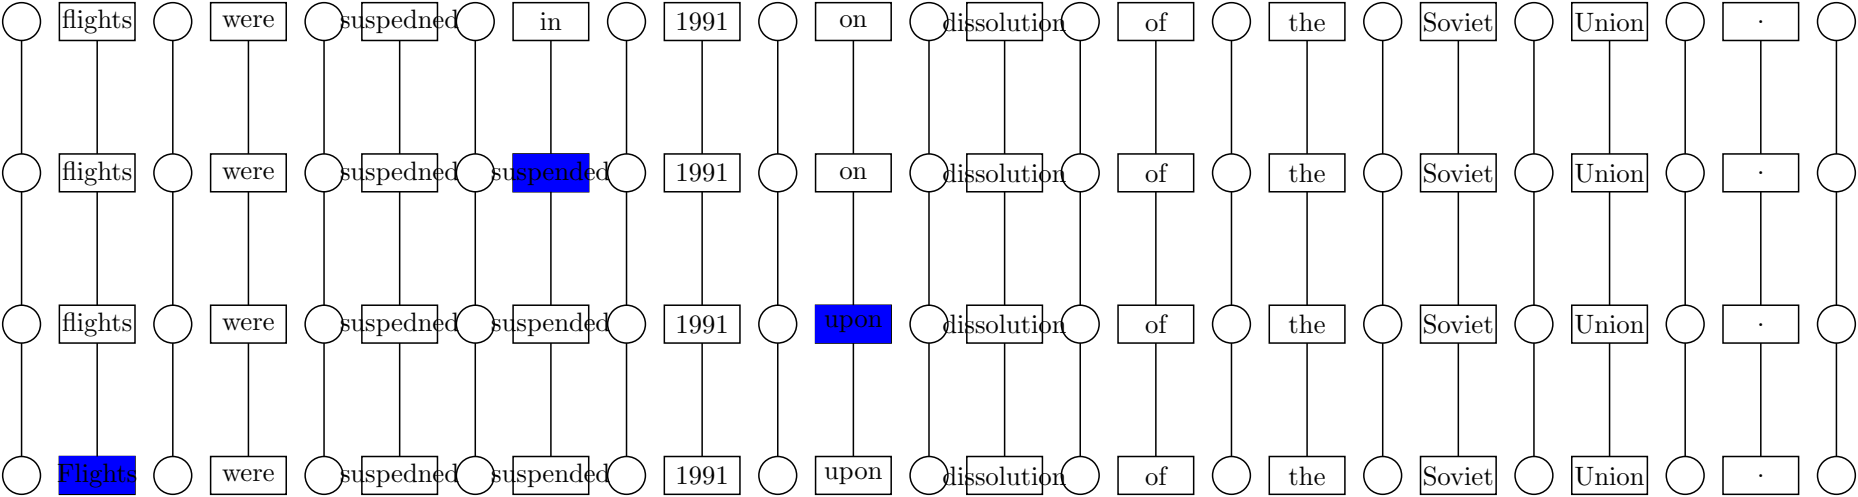 flights were suspedned in 1991 on dissolution of the Soviet Union .
flights were suspedned suspended 1991 on dissolution of the Soviet Union .
flights were suspedned suspended 1991 upon dissolution of the Soviet Union .
Flights were suspedned suspended 1991 upon dissolution of the Soviet Union .